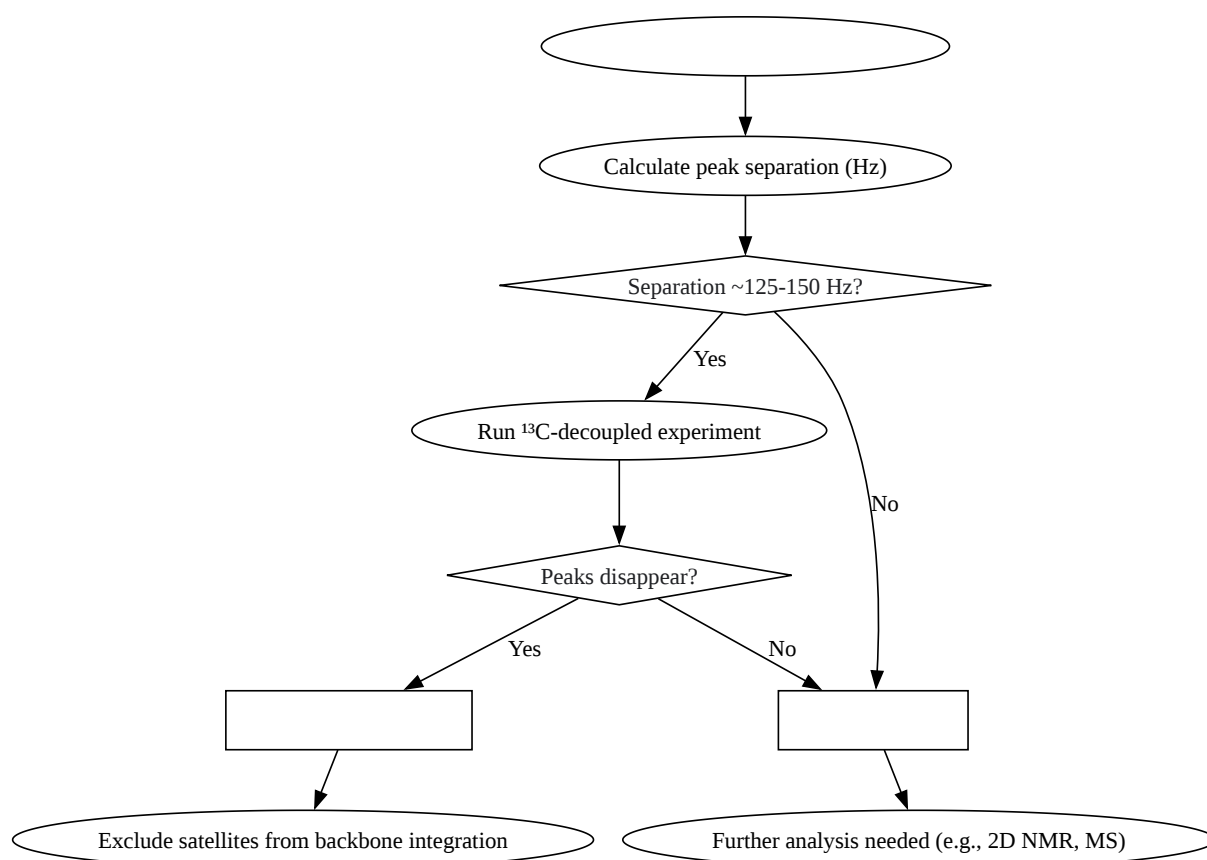 Calculate peak separation (Hz)
Separation ~125-150 Hz?
Yes
Run ¹³C-decoupled experiment
No
Peaks disappear?
Yes
No
Exclude satellites from backbone integration
Further analysis needed (e.g., 2D NMR, MS)